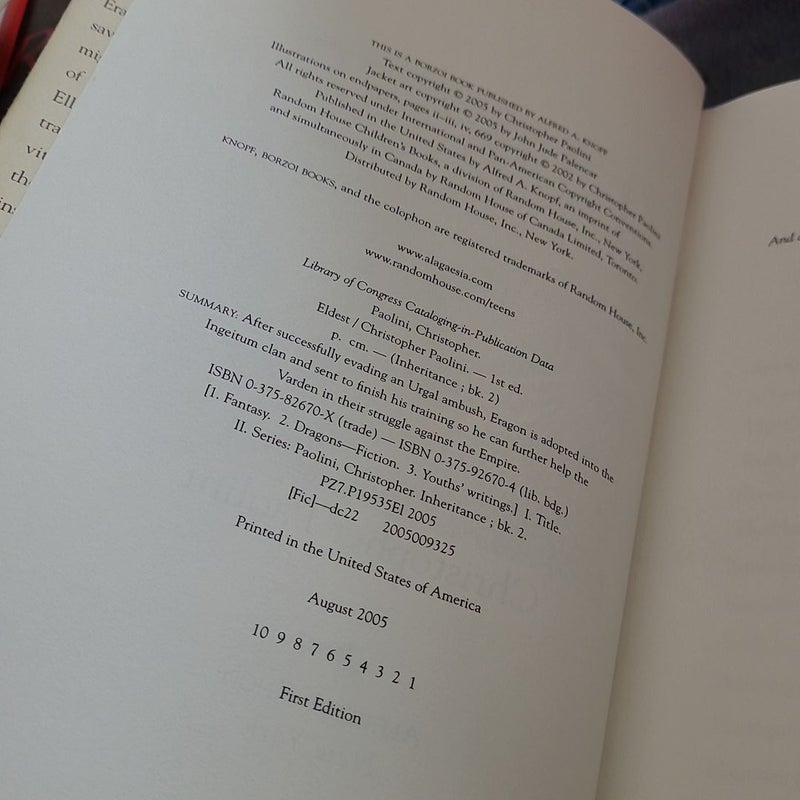 Era
sav
mi
of
Ell
tra
vit
th
in
THIS IS A BORZOI BOOK PUBLISHED BY ALFRED A. KNOPF
Text copyright © 2005 by Christopher Paolini
Jacket art copyright © 2005 by John Jude Palencar
Illustrations on endpapers, pages ii–iii, iv, 669 copyright © 2002 by Christopher Paolini
All rights reserved under International and Pan-American Copyright Conventions.
Published in the United States by Alfred A. Knopf, an imprint of
Random House Children's Books, a division of Random House, Inc., New York,
and simultaneously in Canada by Random House of Canada Limited, Toronto.
Distributed by Random House, Inc., New York.
KNOPF, BORZOI BOOKS, and the colophon are registered trademarks of Random House, Inc.
www.alagaesia.com
www.randomhouse.com/teens
Library of Congress Cataloging-in-Publication Data
Paolini, Christopher.
Eldest / Christopher Paolini. — 1st ed.
p. cm. — (Inheritance ; bk. 2)
SUMMARY: After successfully evading an Urgal ambush, Eragon is adopted into the
Ingeitum clan and sent to finish his training so he can further help the
Varden in their struggle against the Empire.
ISBN 0-375-82670-X (trade) — ISBN 0-375-92670-4 (lib. bdg.)
[1. Fantasy. 2. Dragons—Fiction. 3. Youths' writings.] I. Title.
II. Series: Paolini, Christopher. Inheritance ; bk. 2.
PZ7.P19535El 2005
[Fic]—dc22 2005009325
Printed in the United States of America
August 2005
10 9 8 7 6 5 4 3 2 1
First Edition
And